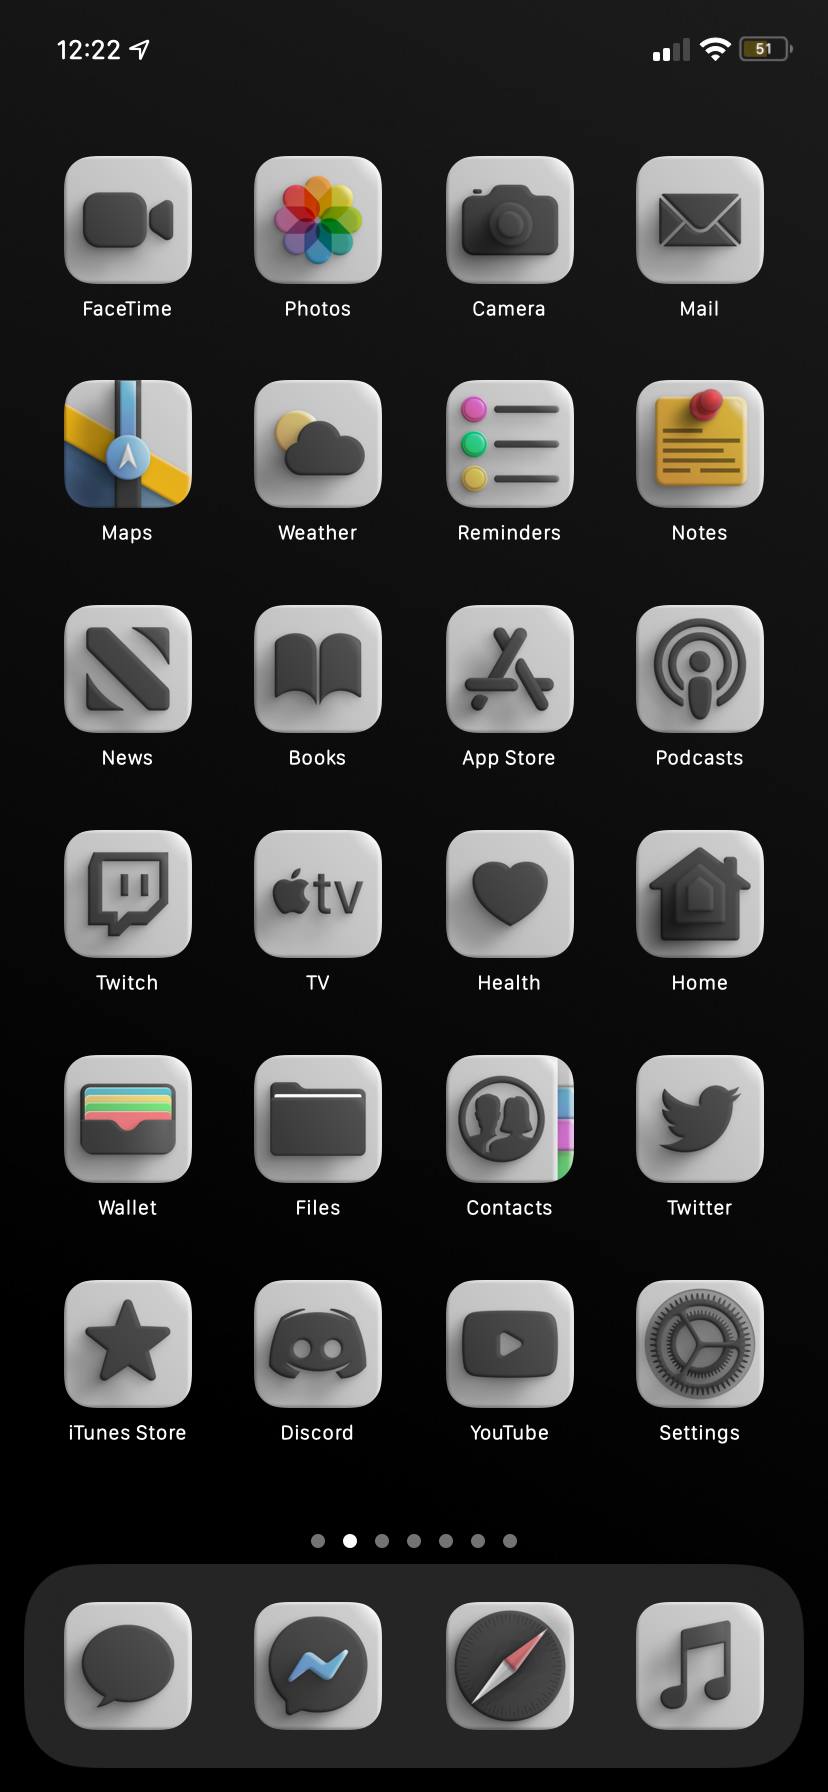 12:22
51
FaceTime Photos Camera Mail
Maps Weather Reminders Notes
News Books App Store Podcasts
tv
Twitch TV Health Home
Wallet Files Contacts Twitter
iTunes Store Discord YouTube Settings